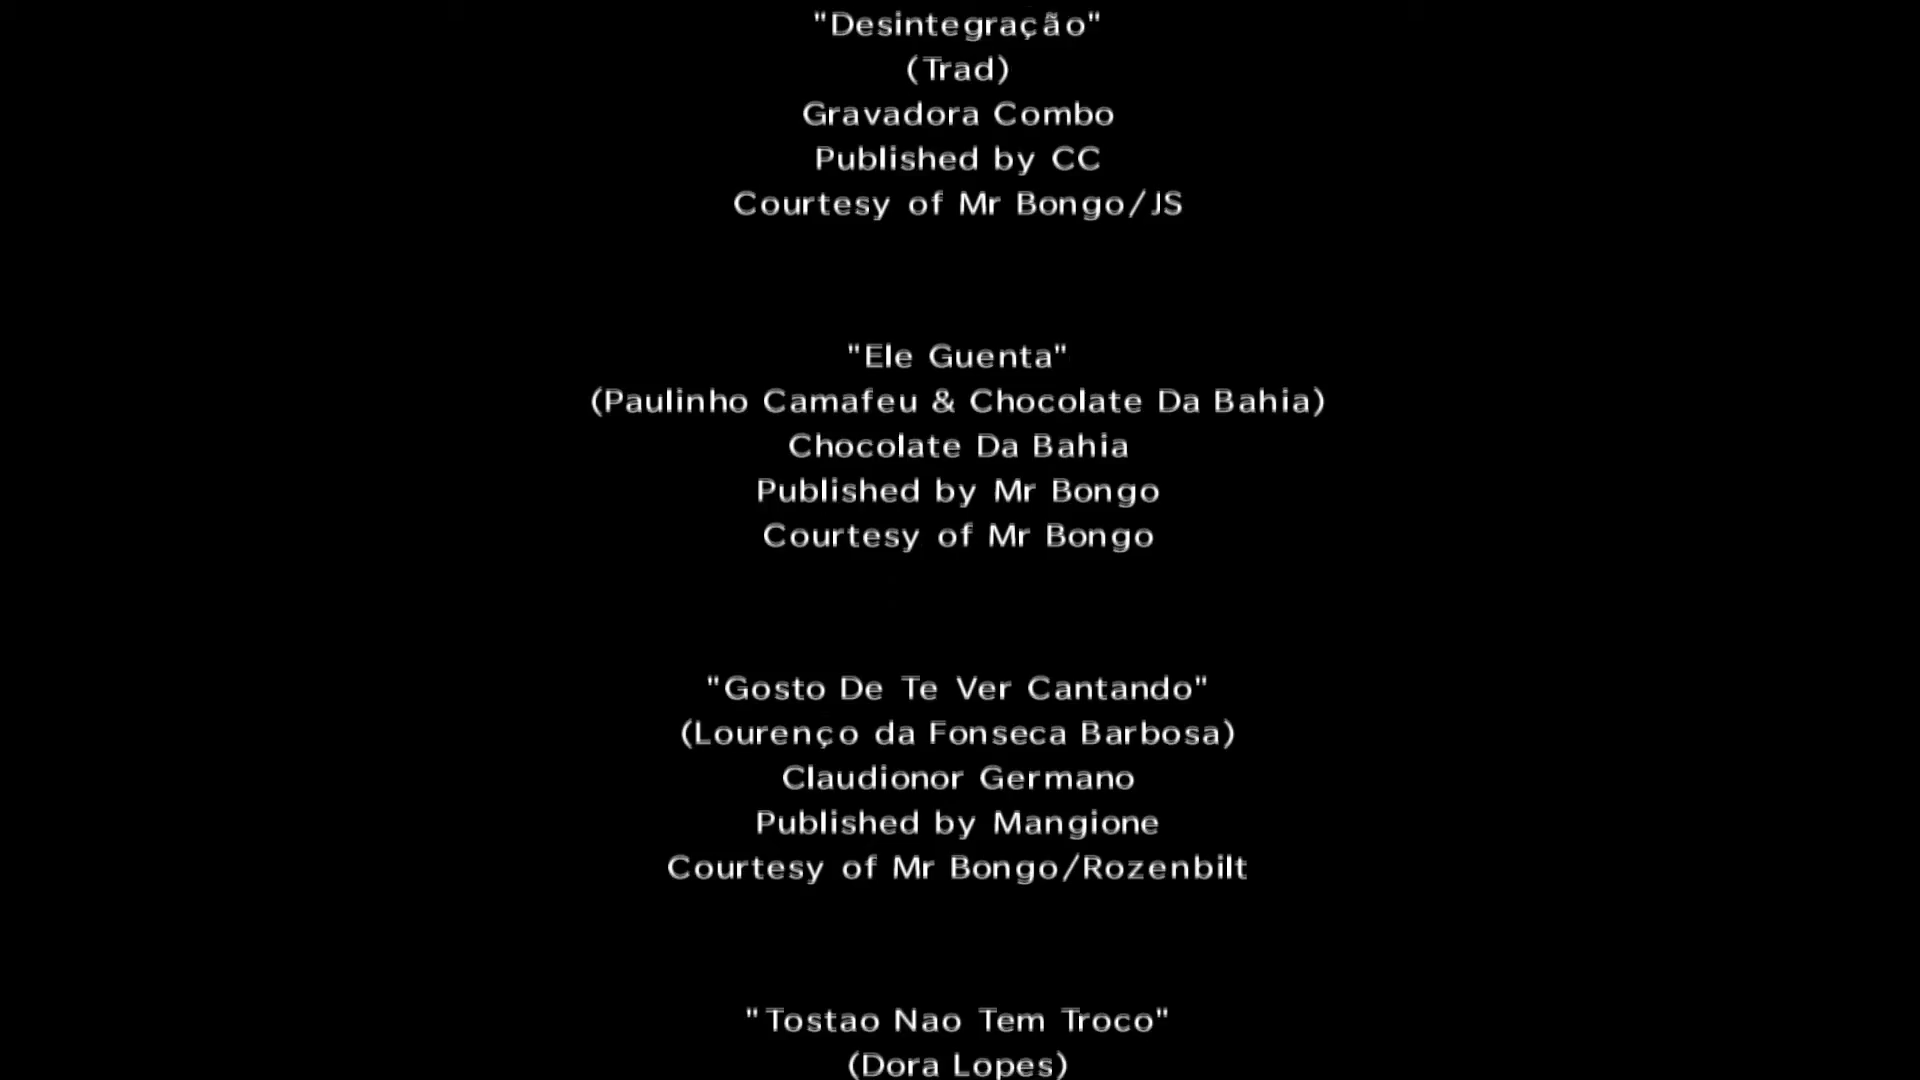 "Desintegração"
(Trad)
Gravadora Combo
Published by CC
Courtesy of Mr Bongo/JS
"Ele Guenta"
(Paulinho Camafeu & Chocolate Da Bahia)
Chocolate Da Bahia
Published by Mr Bongo
Courtesy of Mr Bongo
"Gosto De Te Ver Cantando"
(Lourenço da Fonseca Barbosa)
Claudionor Germano
Published by Mangione
Courtesy of Mr Bongo/Rozenbilt
"Tostao Nao Tem Troco"
(Dora Lopes)